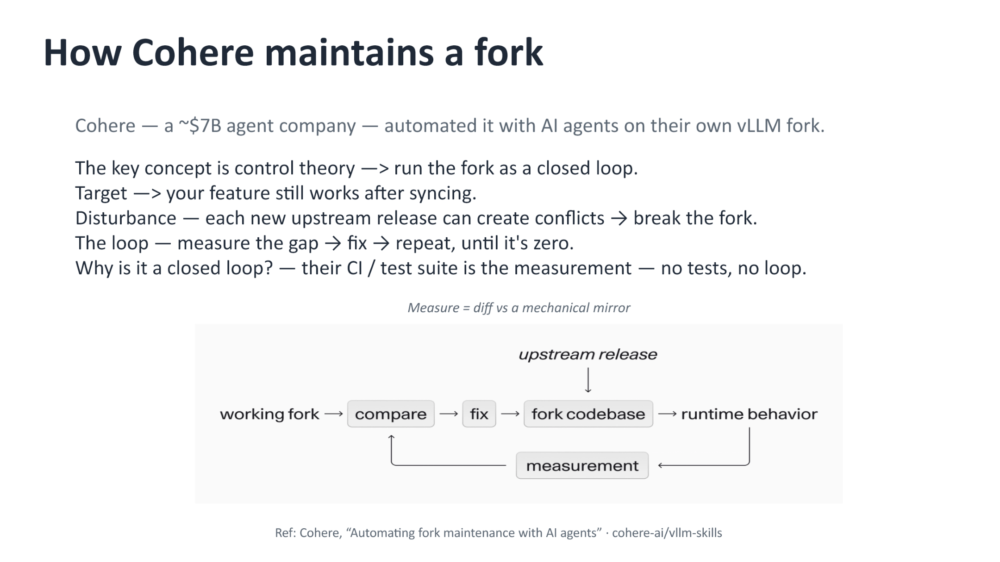 How Cohere maintains a fork
Cohere — a ~$7B agent company — automated it with AI agents on their own vLLM fork.
The key concept is control theory —> run the fork as a closed loop.
Target —> your feature still works after syncing.
Disturbance — each new upstream release can create conflicts → break the fork.
The loop — measure the gap → fix → repeat, until it's zero.
Why is it a closed loop? — their CI / test suite is the measurement — no tests, no loop.
Measure = diff vs a mechanical mirror
upstream release
working fork → compare → fix → fork codebase → runtime behavior
measurement
Ref: Cohere, “Automating fork maintenance with AI agents” · cohere-ai/vllm-skills